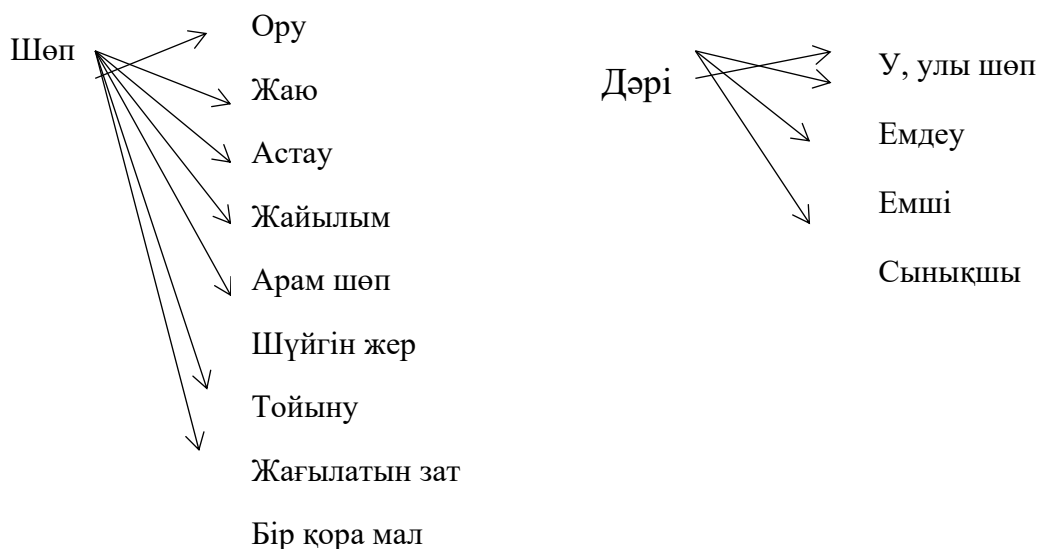 Шөп
Ору
Жаю
Астау
Жайылым
Арам шөп
Шүйгін жер
Тойыну
Жағылатын зат
Бір қора мал
Дәрі
У, улы шөп
Емдеу
Емші
Сынықшы